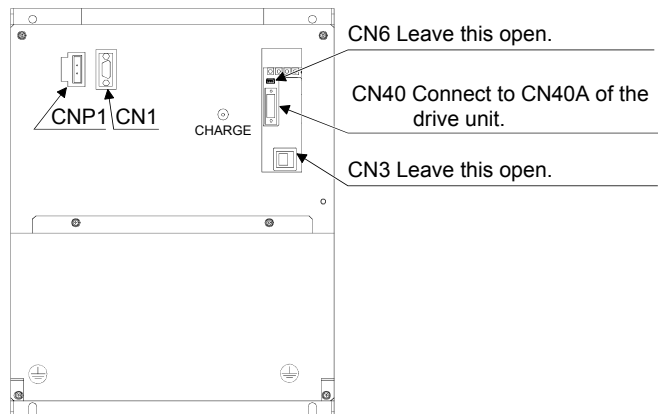 CN6 Leave this open.
CNP1
CN1
CHARGE
CN40 Connect to CN40A of the
drive unit.
CN3 Leave this open.